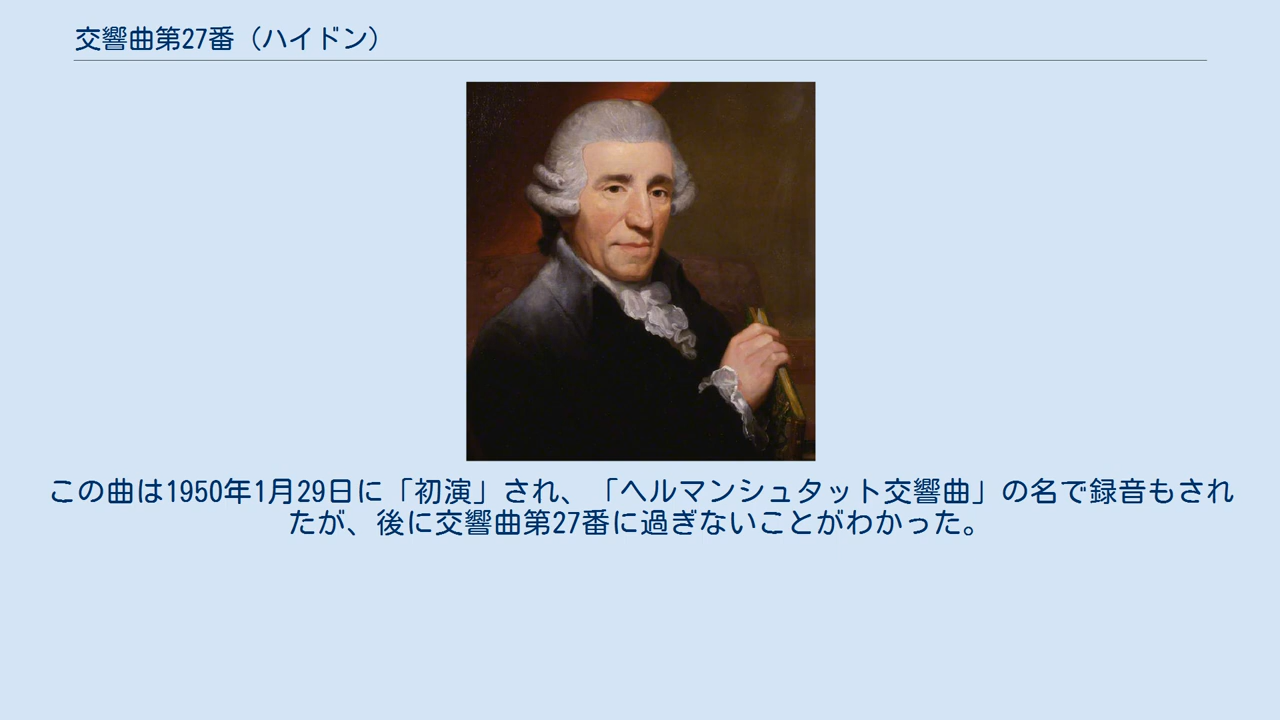 交響曲第27番（ハイドン）
この曲は1950年1月29日に「初演」され、「ヘルマンシュタット交響曲」の名で録音もされ
たが、後に交響曲第27番に過ぎないことがわかった。